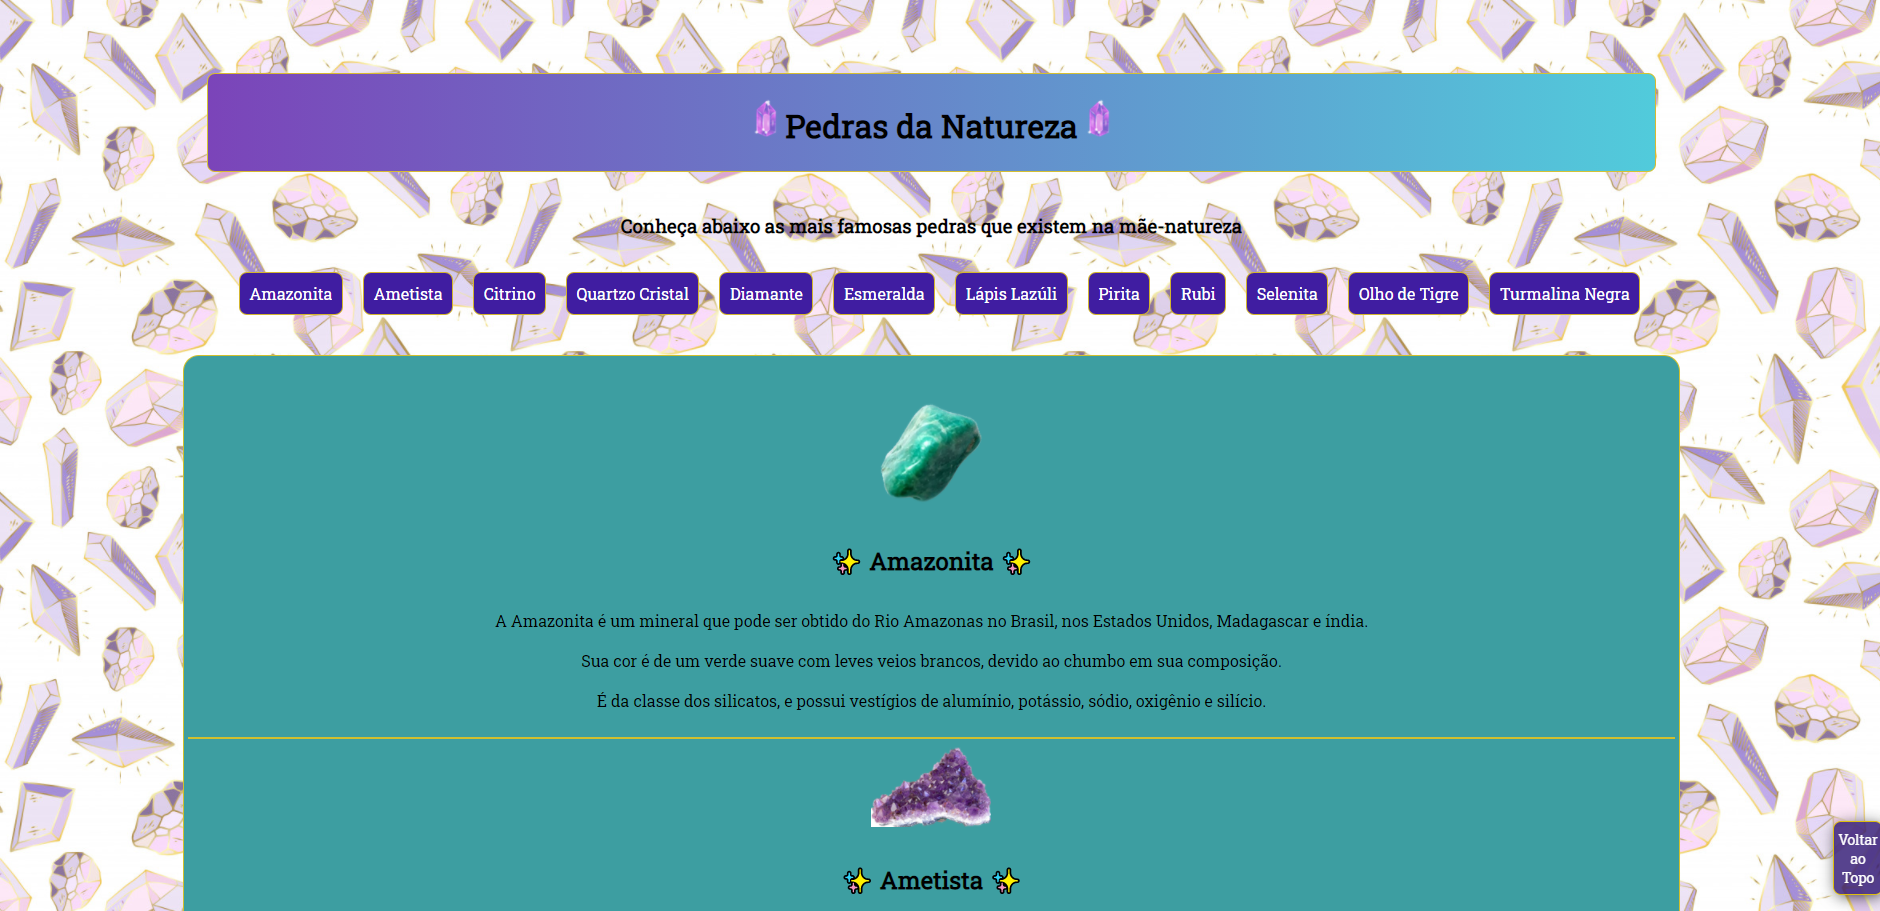 Pedras da Natureza
Conheça abaixo as mais famosas pedras que existem na mãe-natureza
Amazonita Ametista Citrino Quartzo Cristal Diamante Esmeralda Lápis Lazúli Pirita Rubi Selenita Olho de Tigre Turmalina Negra
Amazonita
A Amazonita é um mineral que pode ser obtido do Rio Amazonas no Brasil, nos Estados Unidos, Madagascar e índia.
Sua cor é de um verde suave com leves veios brancos, devido ao chumbo em sua composição.
É da classe dos silicatos, e possui vestígios de alumínio, potássio, sódio, oxigênio e silício.
Ametista
Voltar
ao
Topo